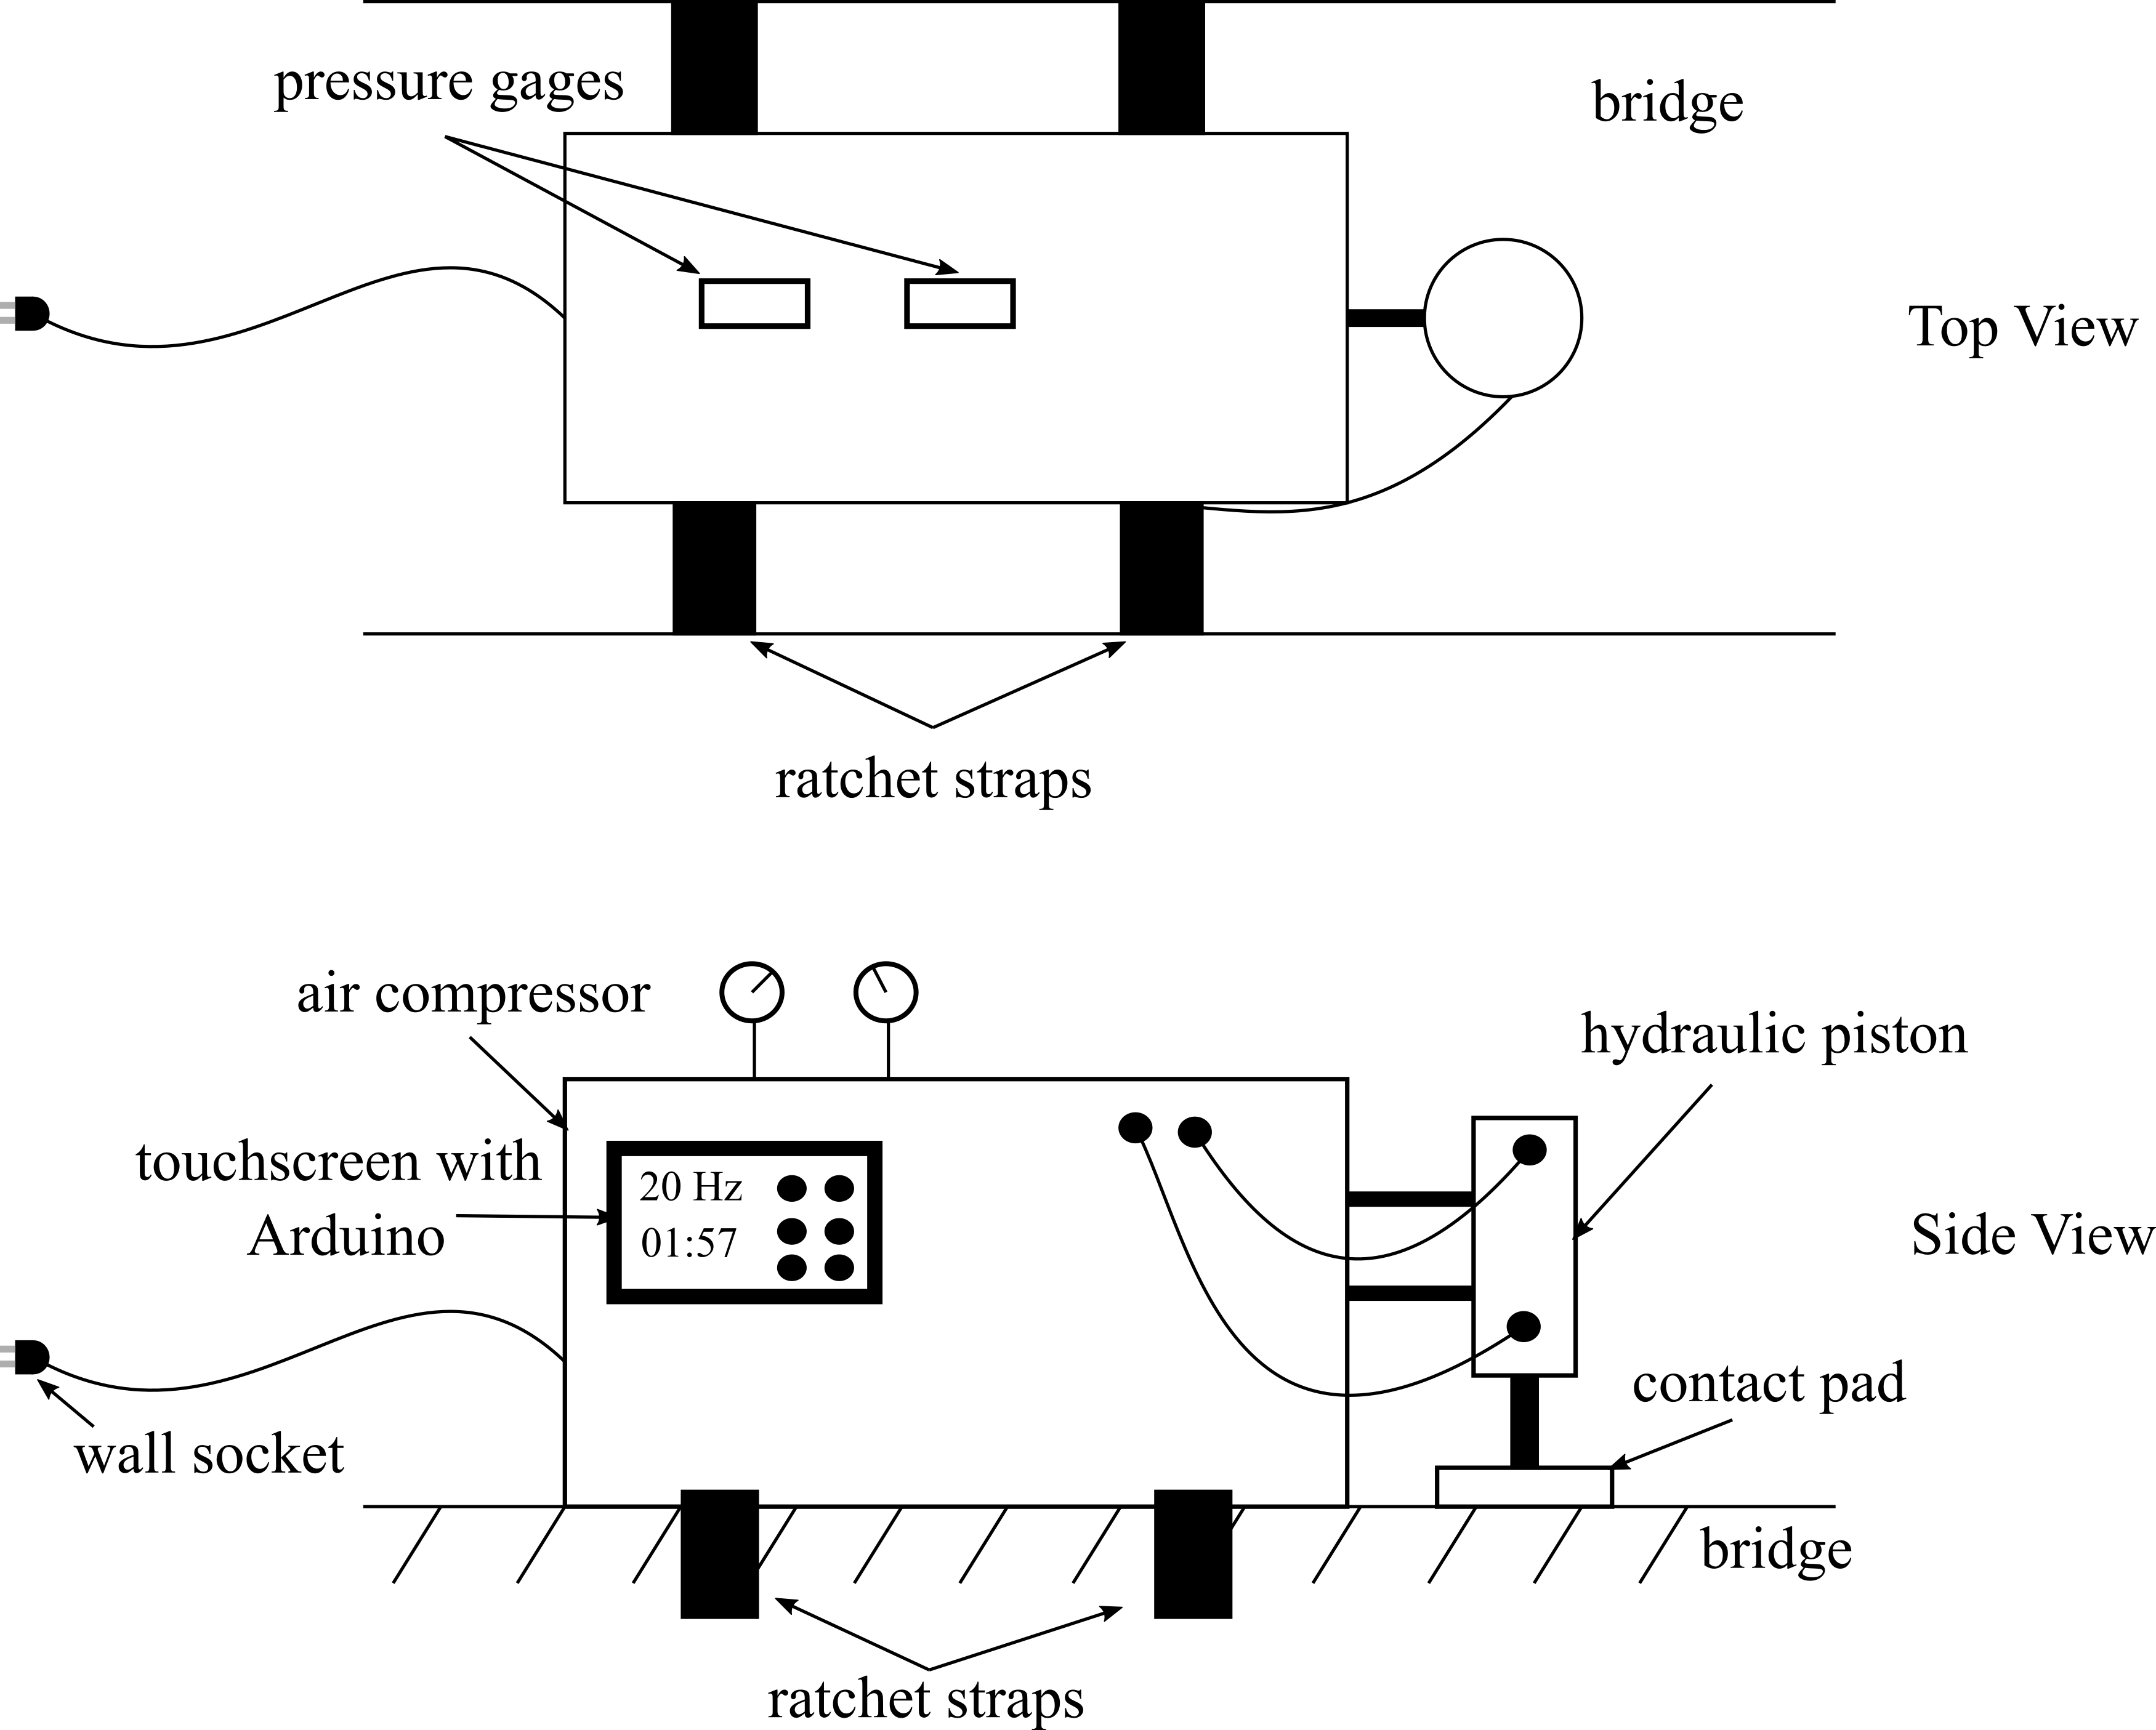 pressure gages
bridge
Top View
ratchet straps
air compressor
hydraulic piston
touchscreen with
Arduino
20 Hz
01:57
Side View
contact pad
wall socket
bridge
ratchet straps